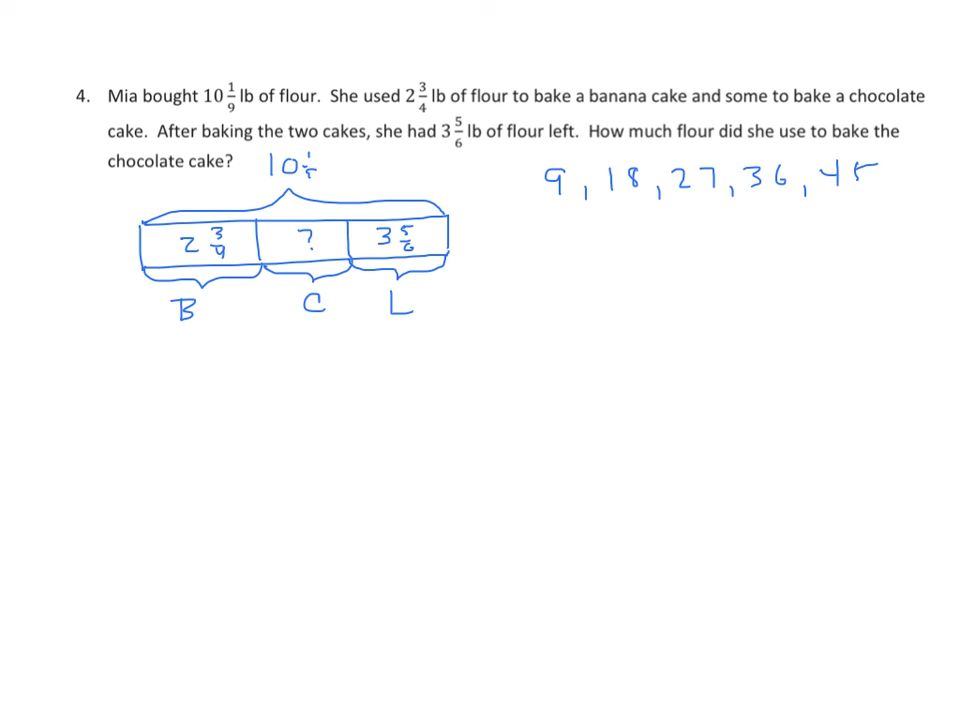 4. Mia bought 10 1/9 lb of flour. She used 2 3/4 lb of flour to bake a banana cake and some to bake a chocolate
cake. After baking the two cakes, she had 3 5/6 lb of flour left. How much flour did she use to bake the
chocolate cake?
10 1/9
9, 18, 27, 36, 45
2 3/4 ? 3 5/6
B C L